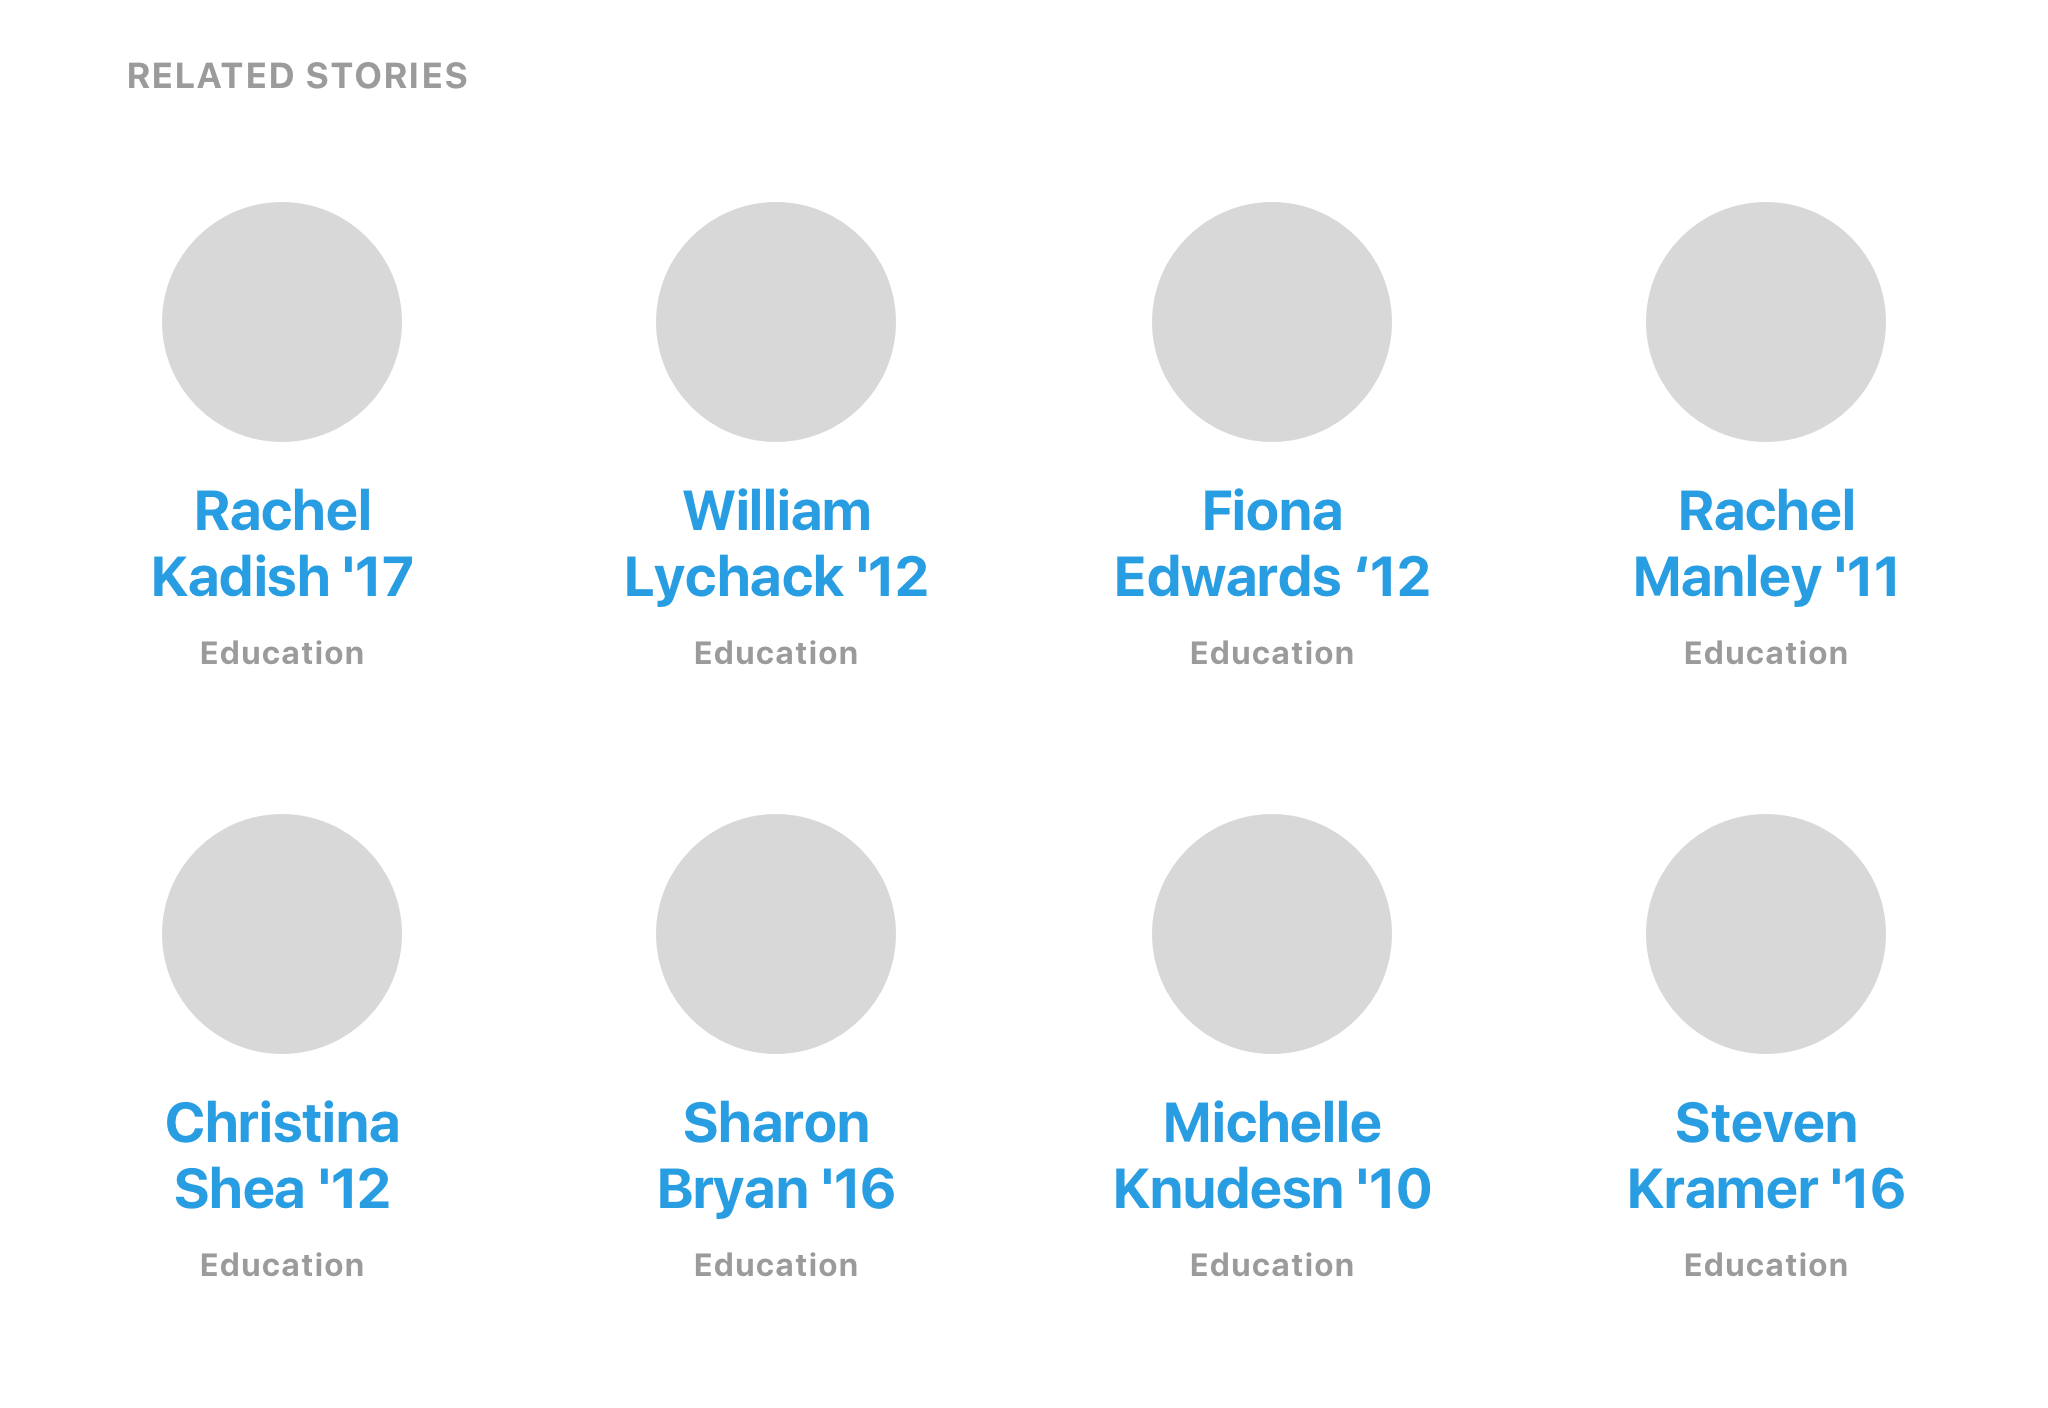 RELATED STORIES
Rachel
Kadish '17
Education
William
Lychack '12
Education
Fiona
Edwards ‘12
Education
Rachel
Manley '11
Education
Christina
Shea '12
Education
Sharon
Bryan '16
Education
Michelle
Knudesn '10
Education
Steven
Kramer '16
Education